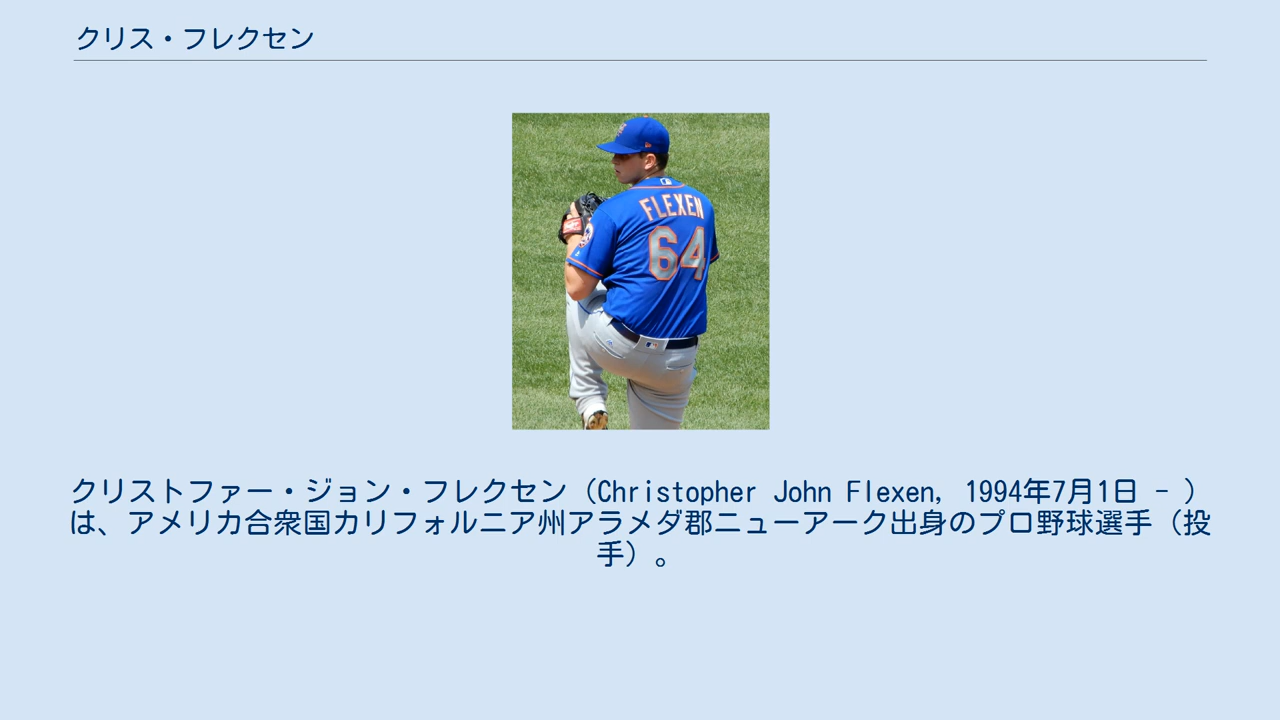 クリス・フレクセン
FLEXEN
64
クリストファー・ジョン・フレクセン（Christopher John Flexen, 1994年7月1日 - ）
は、アメリカ合衆国カリフォルニア州アラメダ郡ニューアーク出身のプロ野球選手（投
手）。